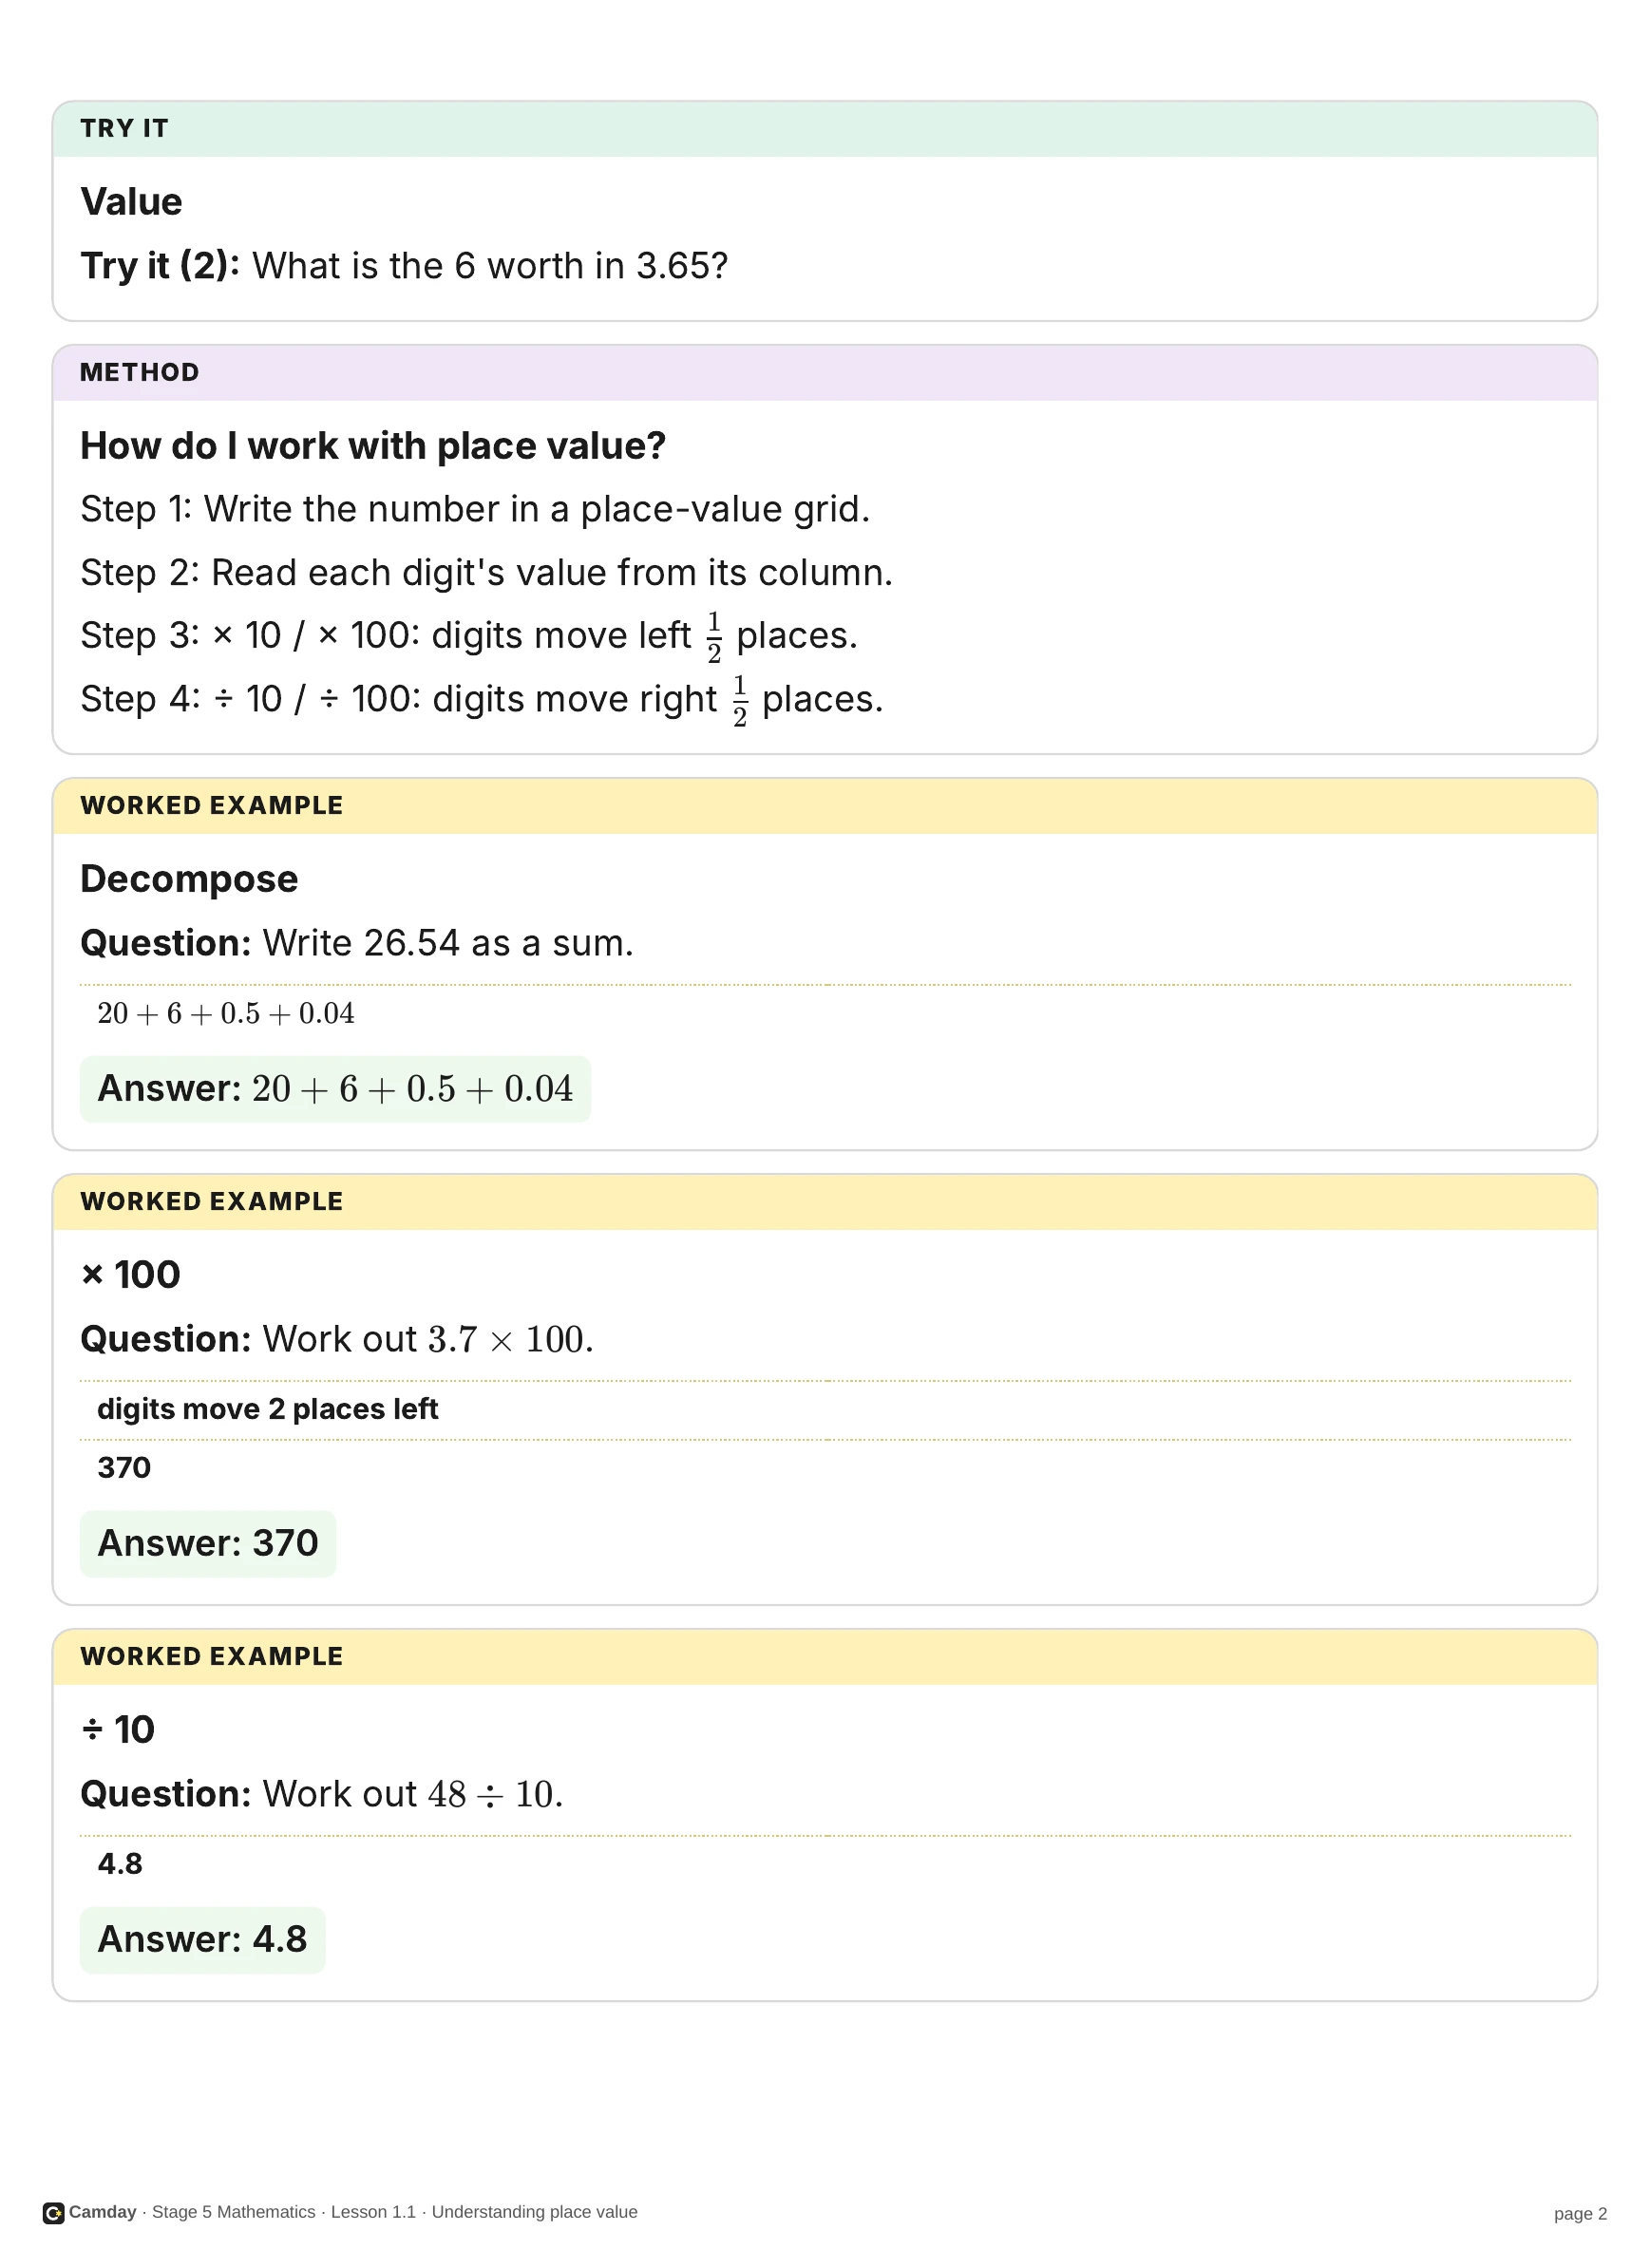 TRY IT
Value
Try it (2): What is the 6 worth in 3.65?
METHOD
How do I work with place value?
Step 1: Write the number in a place-value grid.
Step 2: Read each digit's value from its column.
Step 3: × 10 / × 100: digits move left 1/2 places.
Step 4: ÷ 10 / ÷ 100: digits move right 1/2 places.
WORKED EXAMPLE
Decompose
Question: Write 26.54 as a sum.
20 + 6 + 0.5 + 0.04
Answer: 20 + 6 + 0.5 + 0.04
WORKED EXAMPLE
× 100
Question: Work out 3.7 × 100.
digits move 2 places left
370
Answer: 370
WORKED EXAMPLE
÷ 10
Question: Work out 48 ÷ 10.
4.8
Answer: 4.8
Camday · Stage 5 Mathematics · Lesson 1.1 · Understanding place value
page 2